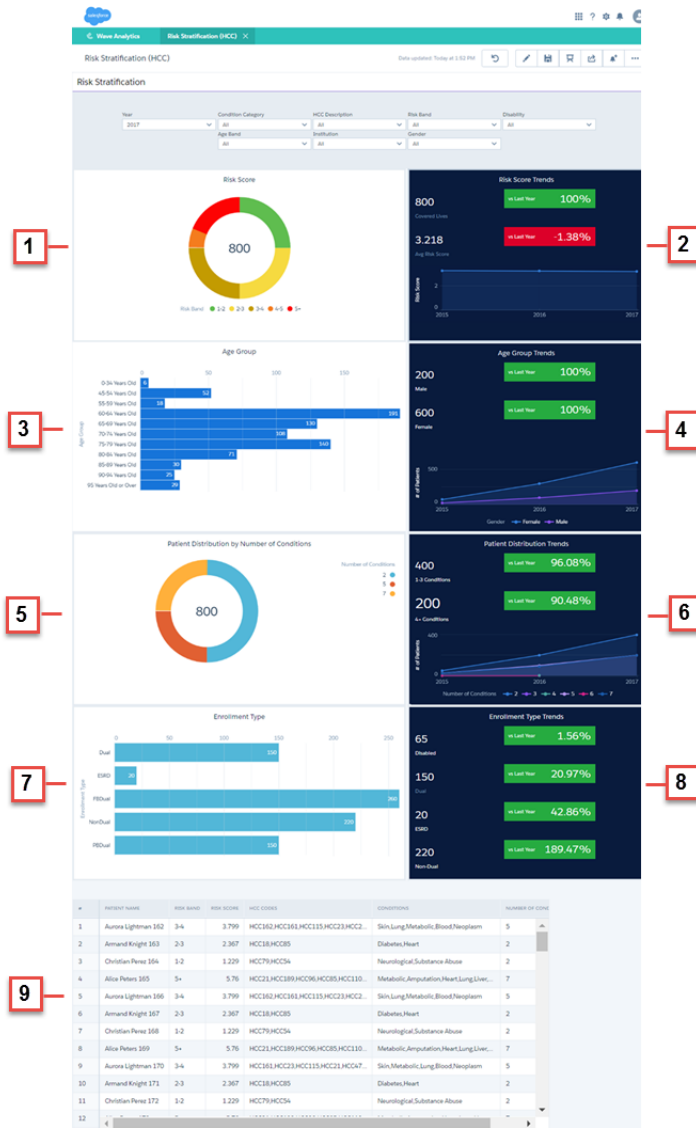 salesforce
?
Wave Analytics
Risk Stratification (HCC) ×
Risk Stratification (HCC)
Data updated: Today at 1:52 PM
Risk Stratification
Year
2017
Condition Category
All
HCC Description
All
Risk Band
All
Disability
All
Age Band
All
Institution
All
Gender
All
1
Risk Score
800
Risk Band 1-2 2-3 3-4 4-5 5+
2
Risk Score Trends
800
Covered Lives
vs Last Year 100%
3.218
Avg Risk Score
vs Last Year -1.38%
Risk Score
2
0
2015 2016 2017
3
Age Group
0 50 100 150
Age Group
0-34 Years Old 6
45-54 Years Old 52
55-59 Years Old 18
60-64 Years Old 191
65-69 Years Old 130
70-74 Years Old 108
75-79 Years Old 140
80-84 Years Old 71
85-89 Years Old 30
90-94 Years Old 25
95 Years Old or Over 29
4
Age Group Trends
200
Male
vs Last Year 100%
600
Female
vs Last Year 100%
# of Patients
500
0
2015 2016 2017
Gender Female Male
5
Patient Distribution by Number of Conditions
800
Number of Conditions
2
5
7
6
Patient Distribution Trends
400
1-3 Conditions
vs Last Year 96.08%
200
4+ Conditions
vs Last Year 90.48%
# of Patients
400
0
2015 2016 2017
Number of Conditions 2 3 4 5 6 7
7
Enrollment Type
0 50 100 150 200 250
Enrollment Type
Dual 150
ESRD 20
FBDual 260
NonDual 220
PBDual 150
8
Enrollment Type Trends
65
Disabled
vs Last Year 1.56%
150
Dual
vs Last Year 20.97%
20
ESRD
vs Last Year 42.86%
220
Non-Dual
vs Last Year 189.47%
9
# PATIENT NAME RISK BAND RISK SCORE HCC CODES CONDITIONS NUMBER OF COND
1 Aurora Lightman 162 3-4 3.799 HCC162,HCC161,HCC115,HCC23,HCC2... Skin,Lung,Metabolic,Blood,Neoplasm 5
2 Armand Knight 163 2-3 2.367 HCC18,HCC85 Diabetes,Heart 2
3 Christian Perez 164 1-2 1.229 HCC79,HCC54 Neurological,Substance Abuse 2
4 Alice Peters 165 5+ 5.76 HCC21,HCC189,HCC96,HCC85,HCC110... Metabolic,Amputation,Heart,Lung,Liver,... 7
5 Aurora Lightman 166 3-4 3.799 HCC162,HCC161,HCC115,HCC23,HCC2... Skin,Lung,Metabolic,Blood,Neoplasm 5
6 Armand Knight 167 2-3 2.367 HCC18,HCC85 Diabetes,Heart 2
7 Christian Perez 168 1-2 1.229 HCC79,HCC54 Neurological,Substance Abuse 2
8 Alice Peters 169 5+ 5.76 HCC21,HCC189,HCC96,HCC85,HCC110... Metabolic,Amputation,Heart,Lung,Liver,... 7
9 Aurora Lightman 170 3-4 3.799 HCC161,HCC23,HCC115,HCC21,HCC47... Skin,Metabolic,Lung,Blood,Neoplasm 5
10 Armand Knight 171 2-3 2.367 HCC18,HCC85 Diabetes,Heart 2
11 Christian Perez 172 1-2 1.229 HCC79,HCC54 Neurological,Substance Abuse 2
12